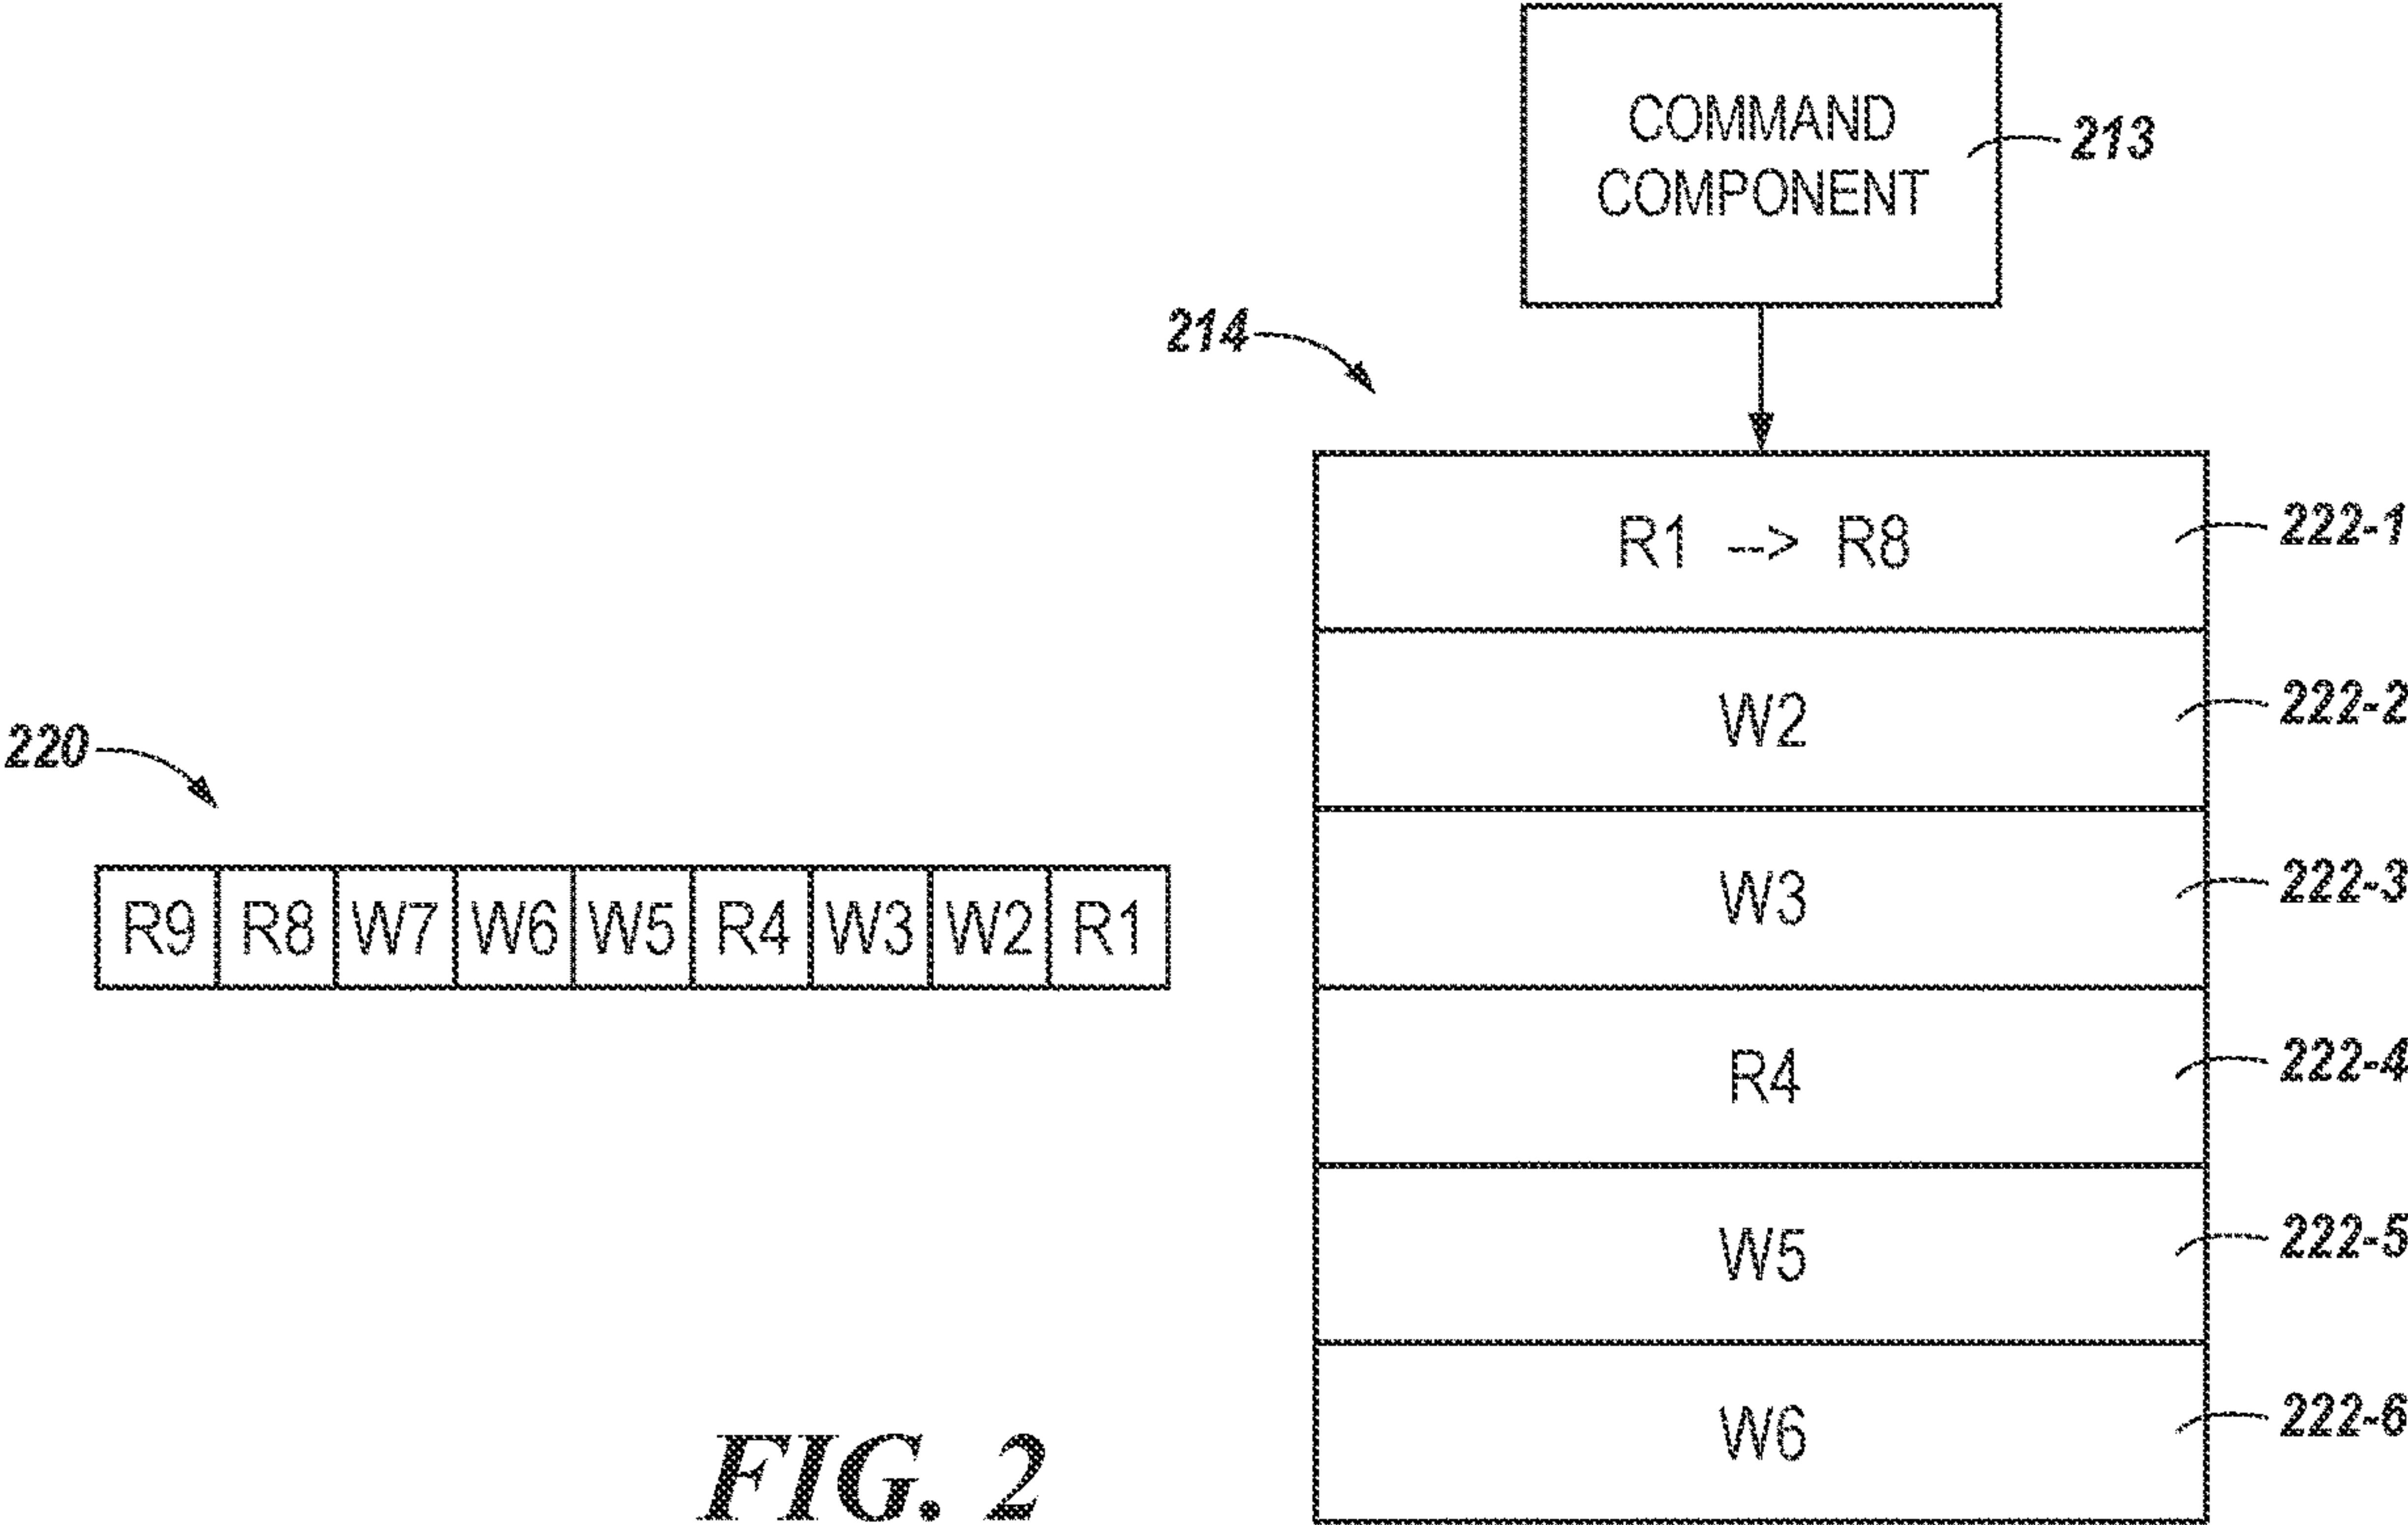 COMMAND
COMPONENT
213
214
R1 --> R8
222-1
W2
222-2
220
W3
222-3
R9 R8 W7 W6 W5 R4 W3 W2 R1
R4
222-4
W5
222-5
W6
222-6
FIG. 2